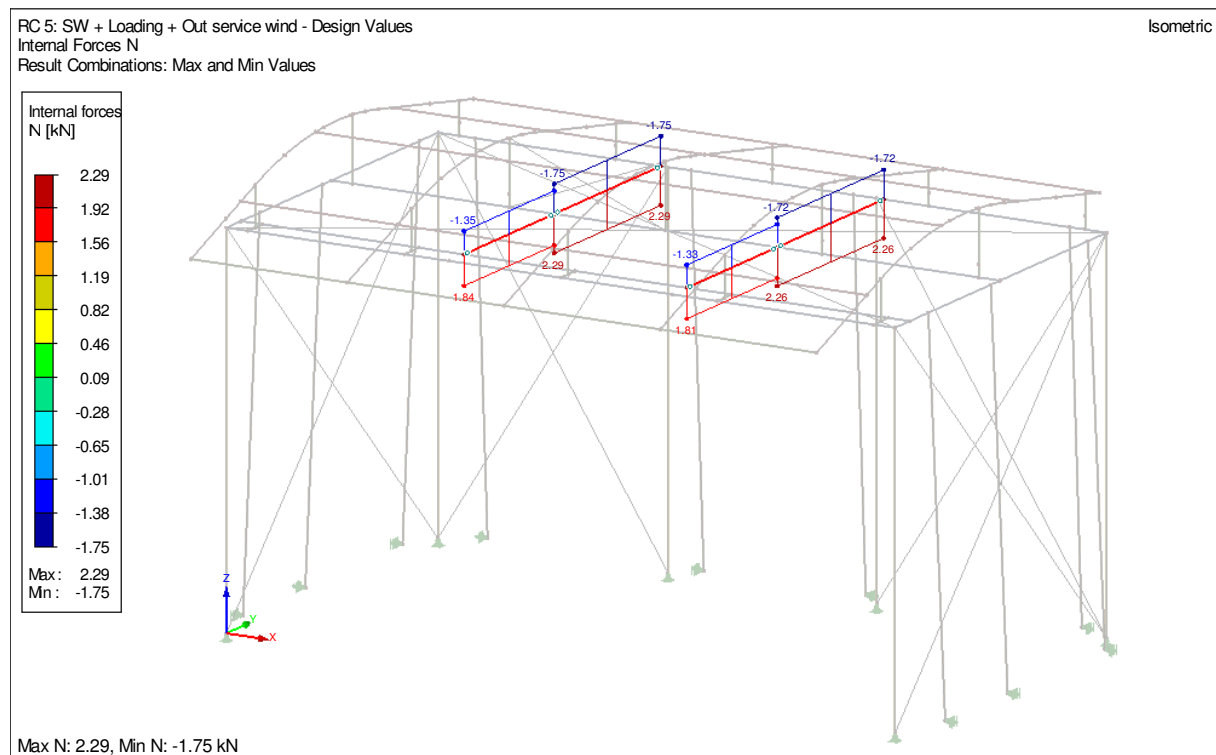 RC 5: SW + Loading + Out service wind - Design Values
Isometric
Internal Forces N
Result Combinations: Max and Min Values
Internal forces
N [kN]
2.29
1.92
1.56
1.19
0.82
0.46
0.09
-0.28
-0.65
-1.01
-1.38
-1.75
Max : 2.29
Min : -1.75
-1.75
-1.75
-1.35
2.29
2.29
1.84
-1.72
-1.72
-1.33
2.26
2.26
1.81
Z
Y
X
Max N: 2.29, Min N: -1.75 kN